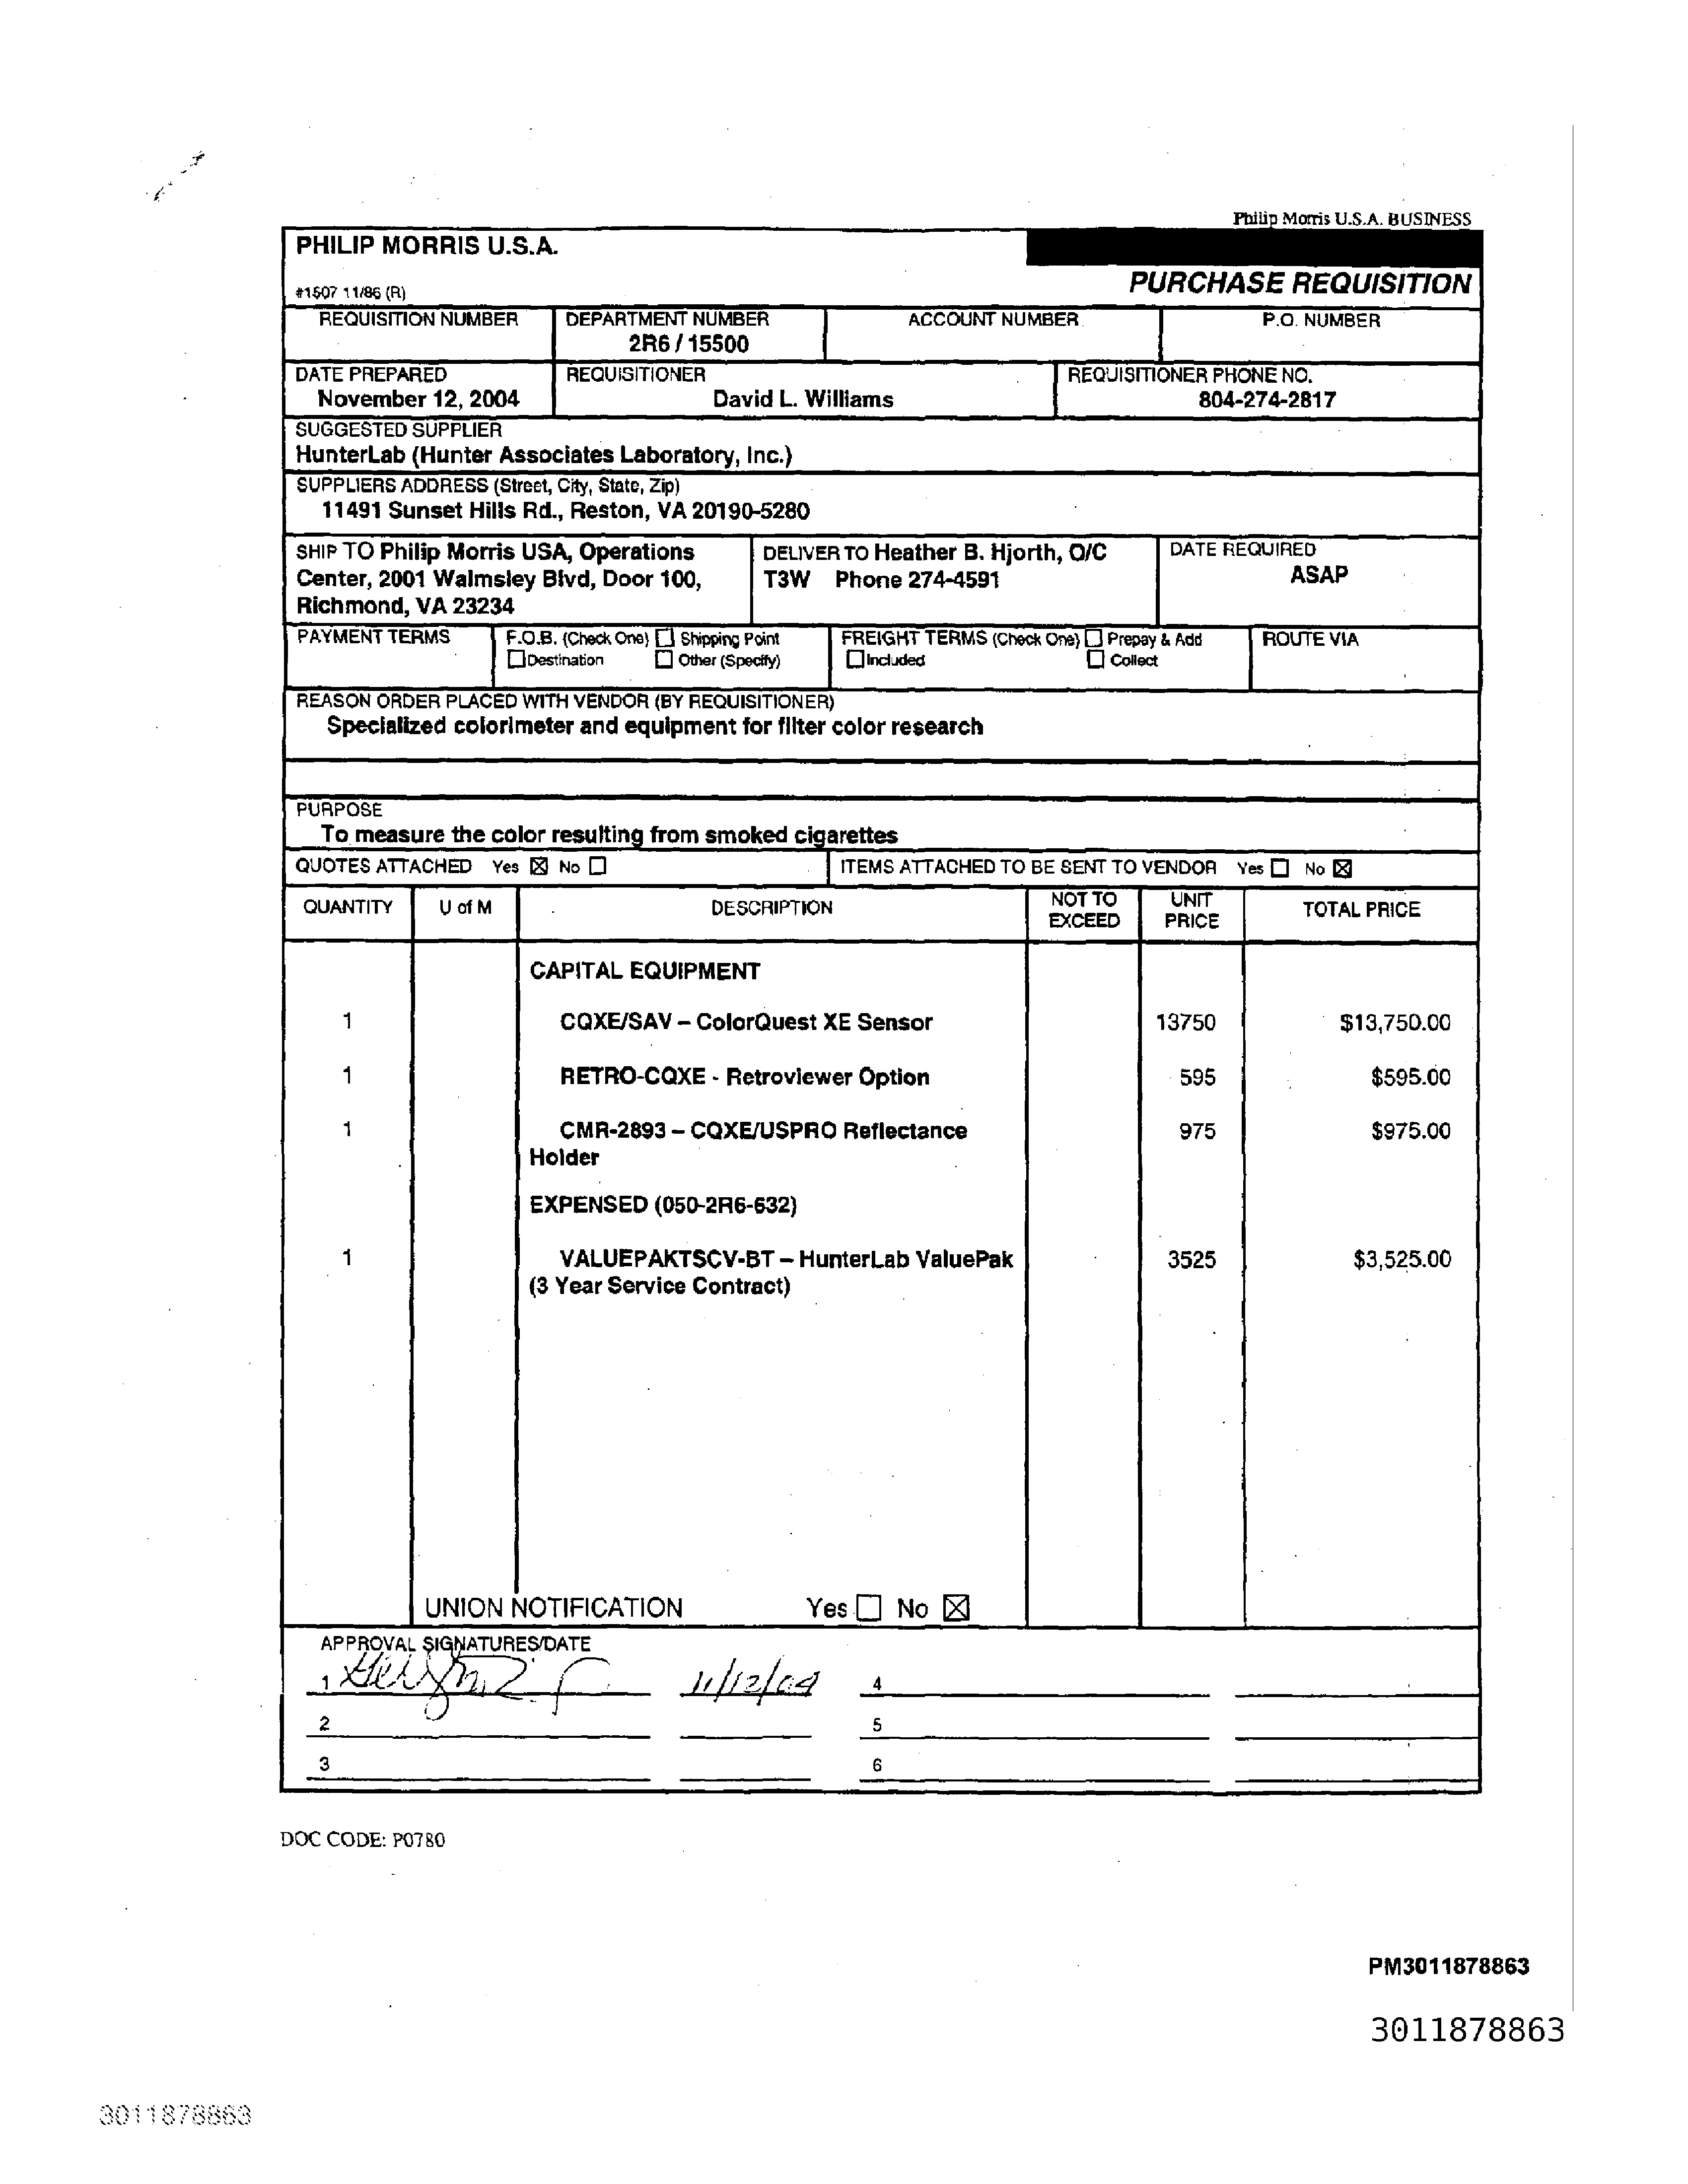 Philip Morris U.S.A. BUSINESS
PHILIP MORRIS U.S.A.
#1507 11/86 (R)
PURCHASE REQUISITION
REQUISITION NUMBER DEPARTMENT NUMBER ACCOUNT NUMBER P.O. NUMBER
2R6 / 15500
DATE PREPARED REQUISITIONER REQUISITIONER PHONE NO.
November 12, 2004 David L. Williams 804-274-2817
SUGGESTED SUPPLIER
HunterLab (Hunter Associates Laboratory, Inc.)
SUPPLIERS ADDRESS (Street, City, State, Zip)
11491 Sunset Hills Rd., Reston, VA 20190-5280
SHIP TO Philip Morris USA, Operations
Center, 2001 Walmsley Blvd, Door 100,
Richmond, VA 23234
DELIVER TO Heather B. Hjorth, O/C
T3W Phone 274-4591
DATE REQUIRED
ASAP
PAYMENT TERMS
F.O.B. (Check One) ☐ Shipping Point
☐ Destination ☐ Other (Specify)
FREIGHT TERMS (Check One) ☐ Prepay & Add
☐ Included ☐ Collect
ROUTE VIA
REASON ORDER PLACED WITH VENDOR (BY REQUISITIONER)
Specialized colorimeter and equipment for filter color research
PURPOSE
To measure the color resulting from smoked cigarettes
QUOTES ATTACHED Yes ☒ No ☐ ITEMS ATTACHED TO BE SENT TO VENDOR Yes ☐ No ☒
QUANTITY U of M DESCRIPTION NOT TO EXCEED UNIT PRICE TOTAL PRICE
CAPITAL EQUIPMENT
1 CQXE/SAV – ColorQuest XE Sensor 13750 $13,750.00
1 RETRO-CQXE - Retroviewer Option 595 $595.00
1 CMR-2893 – CQXE/USPRO Reflectance 975 $975.00
Holder
EXPENSED (050-2R6-632)
1 VALUEPAKTSCV-BT – HunterLab ValuePak 3525 $3,525.00
(3 Year Service Contract)
UNION NOTIFICATION Yes ☐ No ☒
APPROVAL SIGNATURES/DATE
1 11/12/04 4
2 5
3 6
DOC CODE: P0780
PM3011878863
3011878863
3011878863